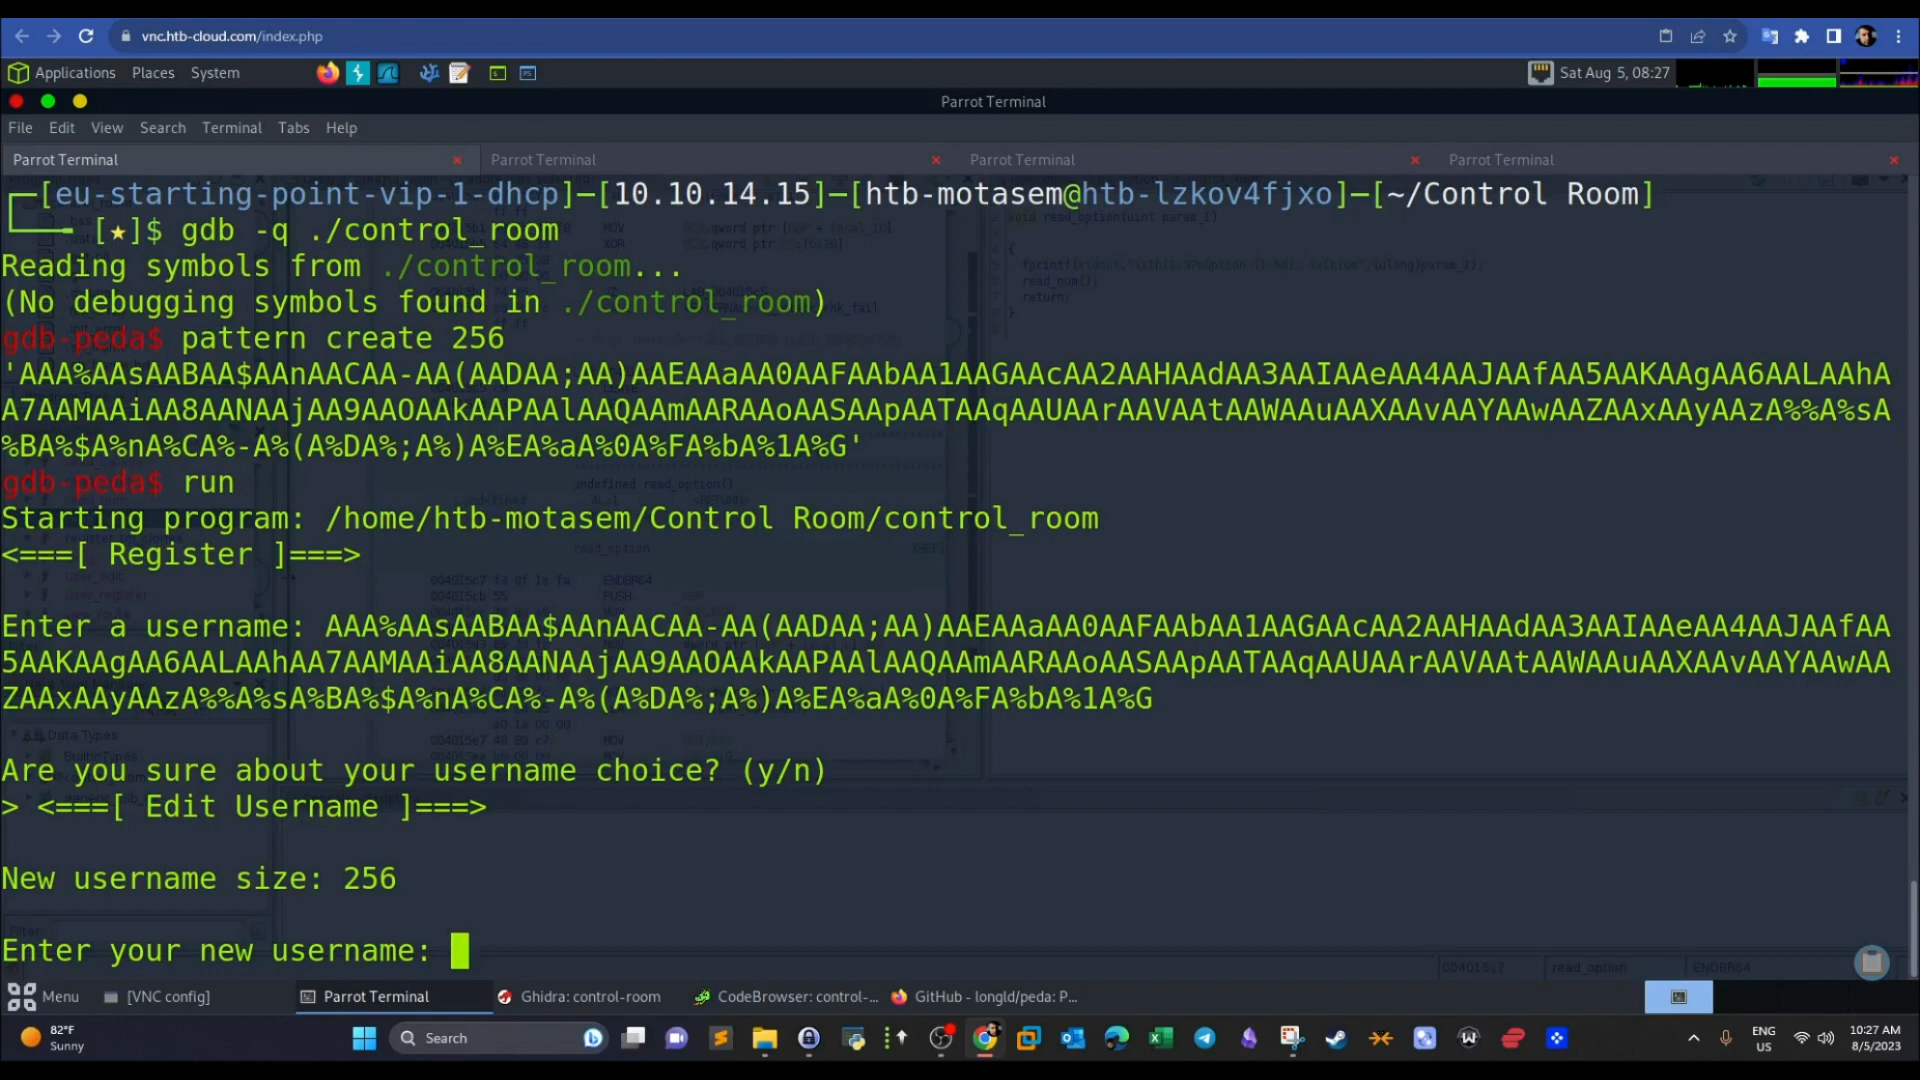 vnc.htb-cloud.com/index.php
Applications Places System
Sat Aug 5, 08:27
Parrot Terminal
File Edit View Search Terminal Tabs Help
Parrot Terminal Parrot Terminal Parrot Terminal Parrot Terminal
┌─[eu-starting-point-vip-1-dhcp]─[10.10.14.15]─[htb-motasem@htb-lzkov4fjxo]─[~/Control Room]
└──╼ [★]$ gdb -q ./control_room
Reading symbols from ./control_room...
(No debugging symbols found in ./control_room)
gdb-peda$ pattern create 256
'AAA%AAsAABAA$AAnAACAA-AA(AADAA;AA)AAEAAaAA0AAFAAbAA1AAGAAcAA2AAHAAdAA3AAIAAeAA4AAJAAfAA5AAKAAgAA6AALAAhA
A7AAMAAiAA8AANAAjAA9AAOAAkAAPAAlAAQAAmAARAAoAASAApAATAAqAAUAArAAVAAtAAWAAuAAXAAvAAYAAwAAZAAxAAyAAzA%%A%sA
%BA%$A%nA%CA%-A%(A%DA%;A%)A%EA%aA%0A%FA%bA%1A%G'
gdb-peda$ run
Starting program: /home/htb-motasem/Control Room/control_room
<===[ Register ]===>
Enter a username: AAA%AAsAABAA$AAnAACAA-AA(AADAA;AA)AAEAAaAA0AAFAAbAA1AAGAAcAA2AAHAAdAA3AAIAAeAA4AAJAAfAA
5AAKAAgAA6AALAAhAA7AAMAAiAA8AANAAjAA9AAOAAkAAPAAlAAQAAmAARAAoAASAApAATAAqAAUAArAAVAAtAAWAAuAAXAAvAAYAAwAA
ZAAxAAyAAzA%%A%sA%BA%$A%nA%CA%-A%(A%DA%;A%)A%EA%aA%0A%FA%bA%1A%G
Are you sure about your username choice? (y/n)
> <===[ Edit Username ]===>
New username size: 256
Enter your new username:
004015c7 read_option ENDBR64
Menu [VNC config] Parrot Terminal Ghidra: control-room CodeBrowser: control-... GitHub - longld/peda: P...
82°F
Sunny
Search
ENG
US
10:27 AM
8/5/2023